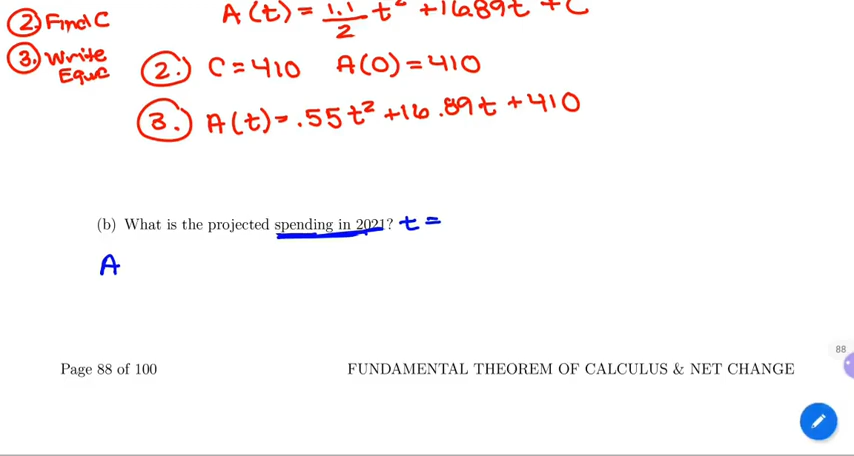 2. Find C
A(t) = 1.1/2 t² + 16.89t + C
3. Write
Equa
2.) C = 410 A(0) = 410
3.) A(t) = .55t² + 16.89t + 410
(b) What is the projected spending in 2021? t =
A
88
Page 88 of 100 FUNDAMENTAL THEOREM OF CALCULUS & NET CHANGE